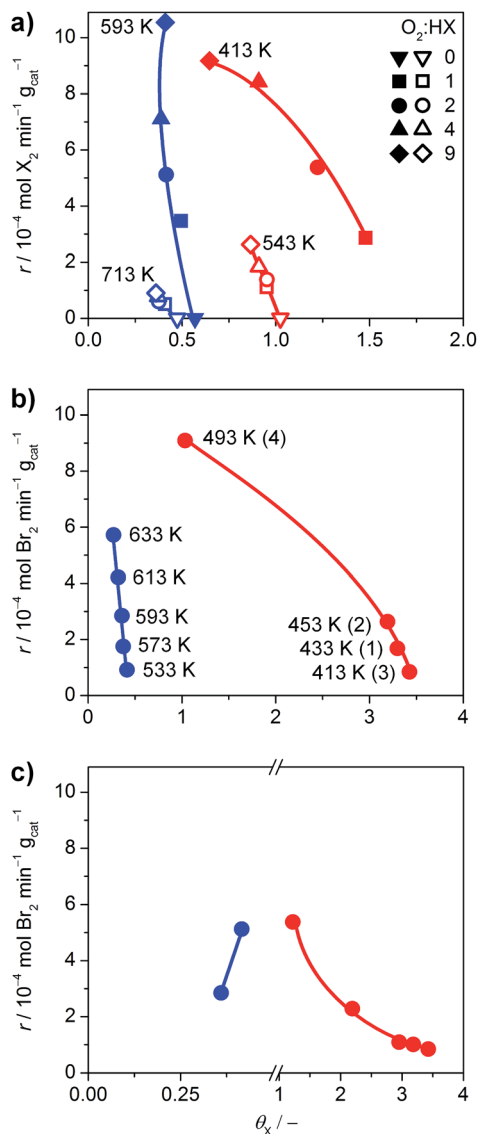 a)
r / 10⁻⁴ mol X₂ min⁻¹ g_cat⁻¹
10
8
6
4
2
0
593 K
413 K
O₂:HX
0
1
2
4
9
713 K
543 K
0.0
0.5
1.0
1.5
2.0
b)
r / 10⁻⁴ mol Br₂ min⁻¹ g_cat⁻¹
10
8
6
4
2
0
493 K (4)
633 K
613 K
593 K
573 K
533 K
453 K (2)
433 K (1)
413 K (3)
0
1
2
3
4
c)
r / 10⁻⁴ mol Br₂ min⁻¹ g_cat⁻¹
10
8
6
4
2
0
0.00
0.25
1
2
3
4
θ_X / −